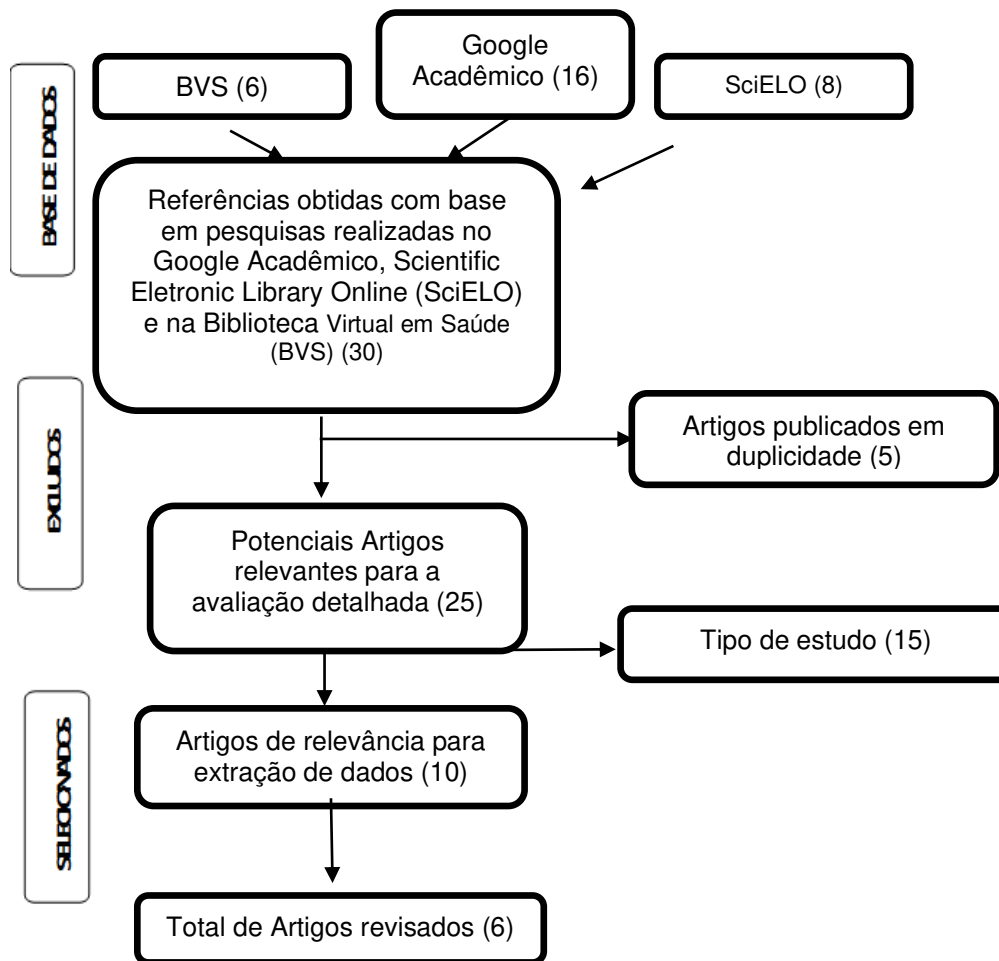 BASE DE DADOS
BVS (6)
Google
Acadêmico (16)
SciELO (8)
Referências obtidas com base
em pesquisas realizadas no
Google Acadêmico, Scientific
Eletronic Library Online (SciELO)
e na Biblioteca Virtual em Saúde
(BVS) (30)
EXCLUIDOS
Artigos publicados em
duplicidade (5)
Potenciais Artigos
relevantes para a
avaliação detalhada (25)
Tipo de estudo (15)
SELECIONADOS
Artigos de relevância para
extração de dados (10)
Total de Artigos revisados (6)